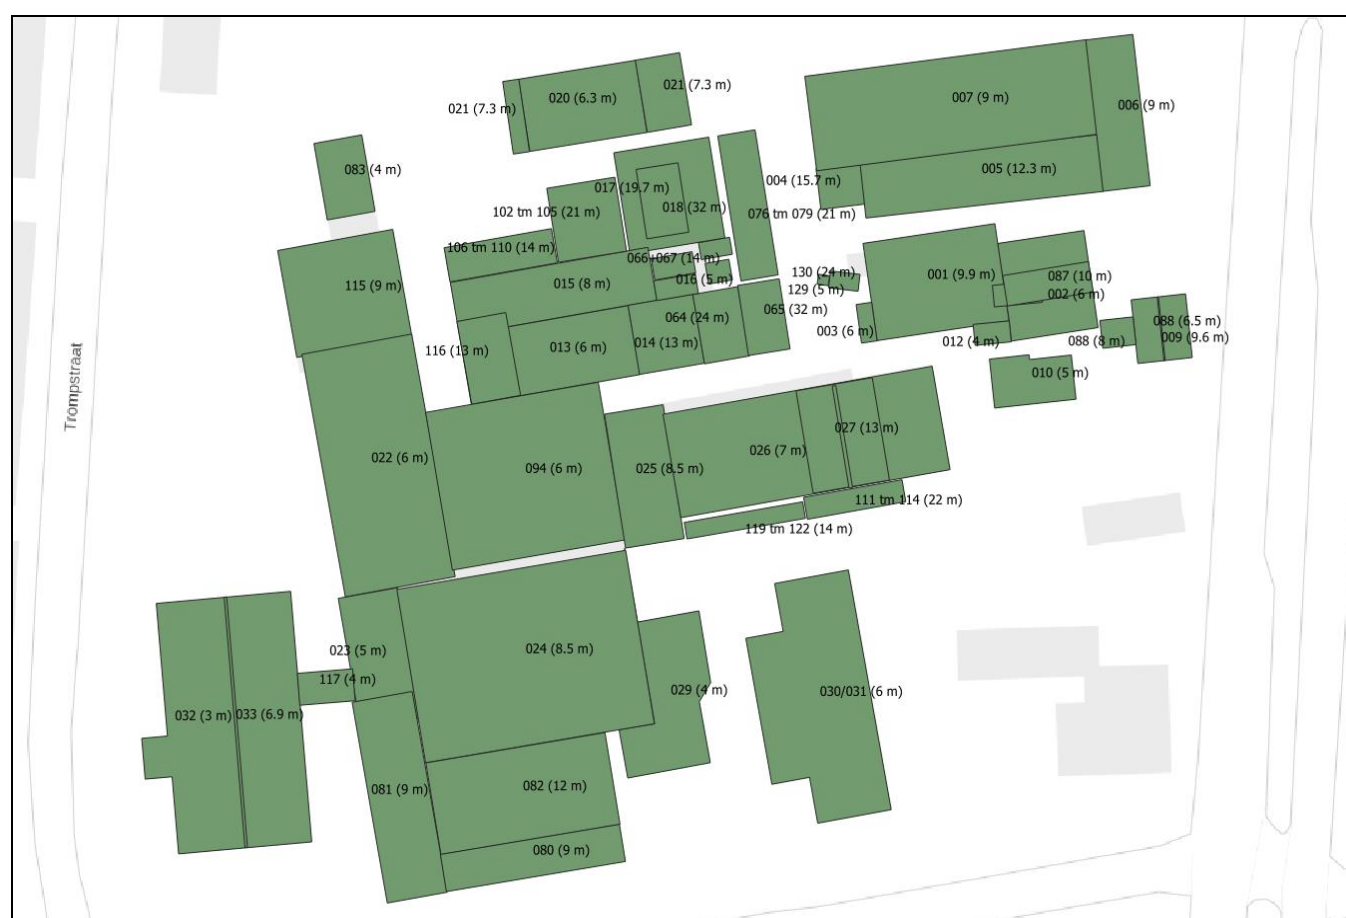 021 (7.3 m)
020 (6.3 m)
021 (7.3 m)
007 (9 m)
006 (9 m)
083 (4 m)
005 (12.3 m)
017 (19.7 m)
004 (15.7 m)
102 tm 105 (21 m)
018 (32 m)
076 tm 079 (21 m)
106 tm 110 (14 m)
066+067 (14 m)
115 (9 m)
015 (8 m)
016 (5 m)
130 (24 m)
129 (5 m)
001 (9.9 m)
087 (10 m)
002 (6 m)
065 (32 m)
064 (24 m)
003 (6 m)
088 (6.5 m)
116 (13 m)
013 (6 m)
014 (13 m)
012 (4 m)
088 (8 m)
009 (9.6 m)
010 (5 m)
Trompstraat
022 (6 m)
094 (6 m)
025 (8.5 m)
026 (7 m)
027 (13 m)
111 tm 114 (22 m)
119 tm 122 (14 m)
023 (5 m)
024 (8.5 m)
117 (4 m)
029 (4 m)
030/031 (6 m)
032 (3 m)
033 (6.9 m)
081 (9 m)
082 (12 m)
080 (9 m)